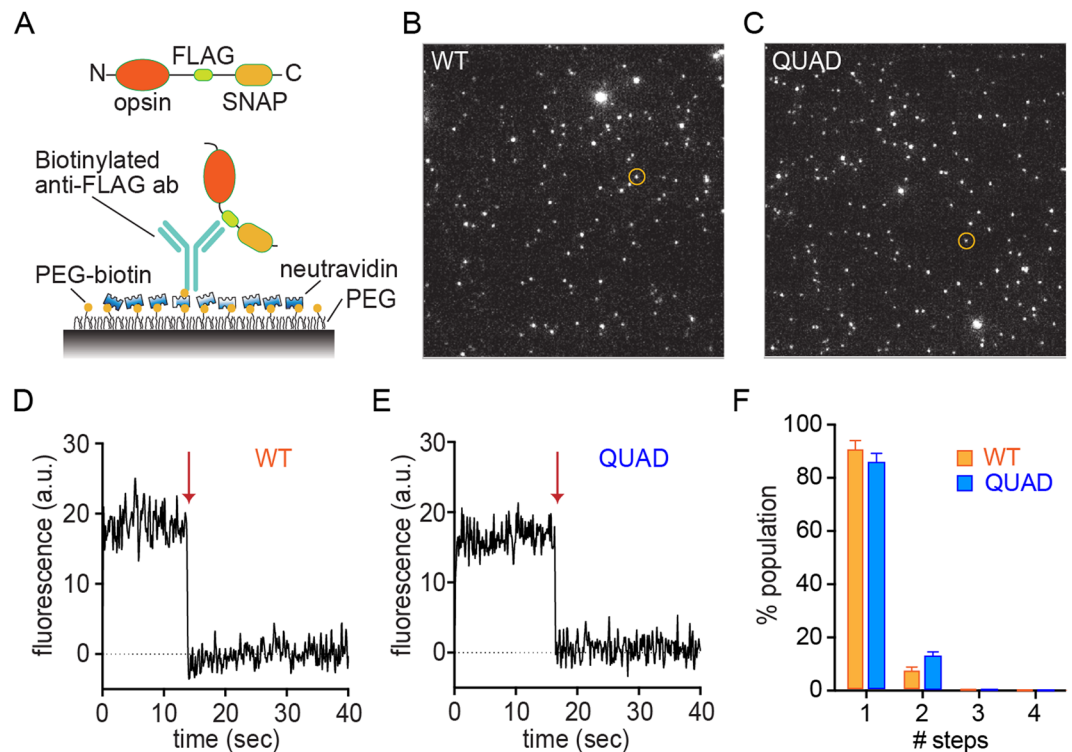 A
N
FLAG
C
opsin
SNAP
Biotinylated
anti-FLAG ab
PEG-biotin
neutravidin
PEG
B
WT
C
QUAD
D
WT
fluorescence (a.u.)
30
20
10
0
0 10 20 30 40
time (sec)
E
QUAD
fluorescence (a.u.)
30
20
10
0
0 10 20 30 40
time (sec)
F
% population
100
80
60
40
20
0
WT
QUAD
1 2 3 4
# steps